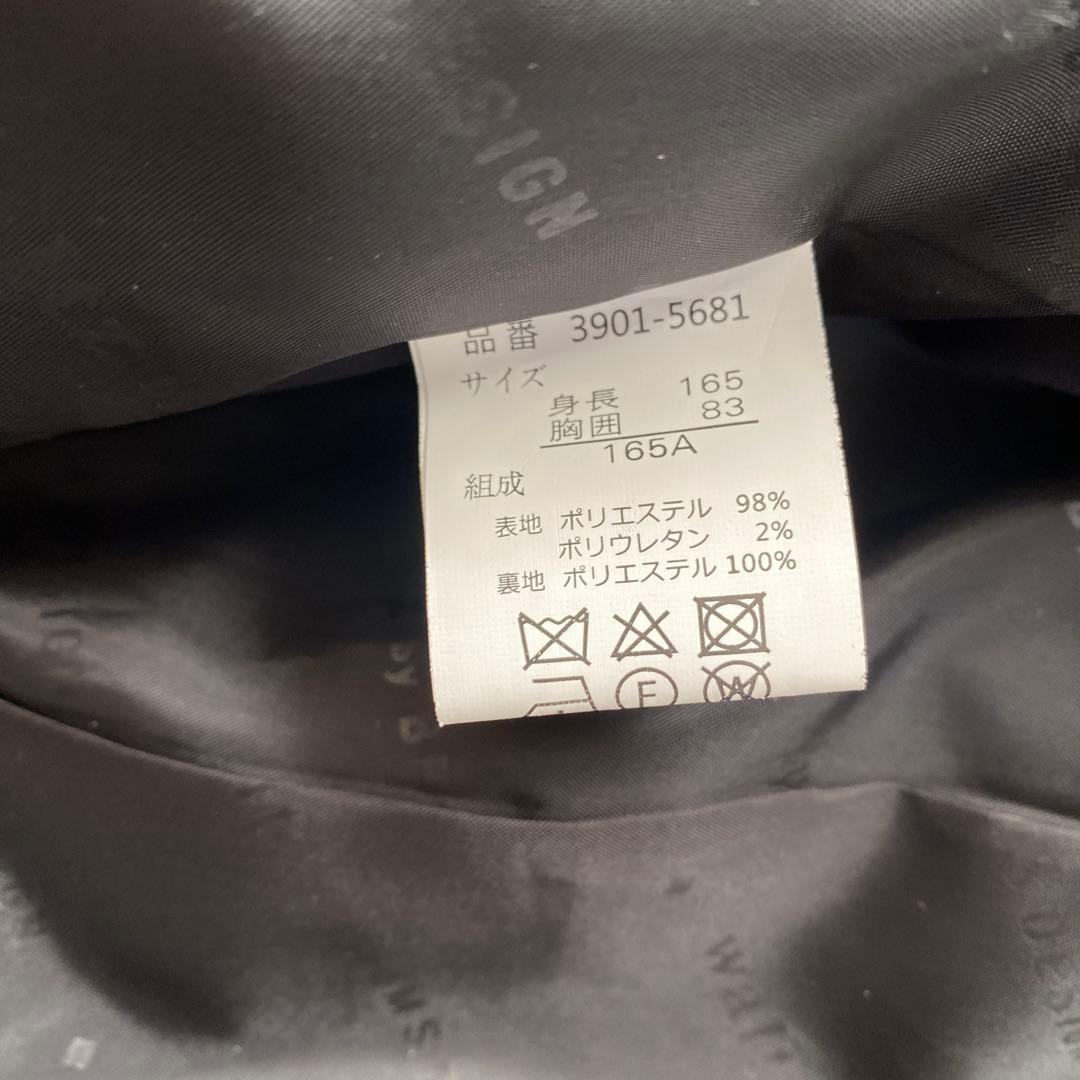 SIGN
品番 3901-5681
サイズ
身長 165
胸囲 83
165A
組成
表地 ポリエステル 98%
ポリウレタン 2%
裏地 ポリエステル 100%
F
W
by